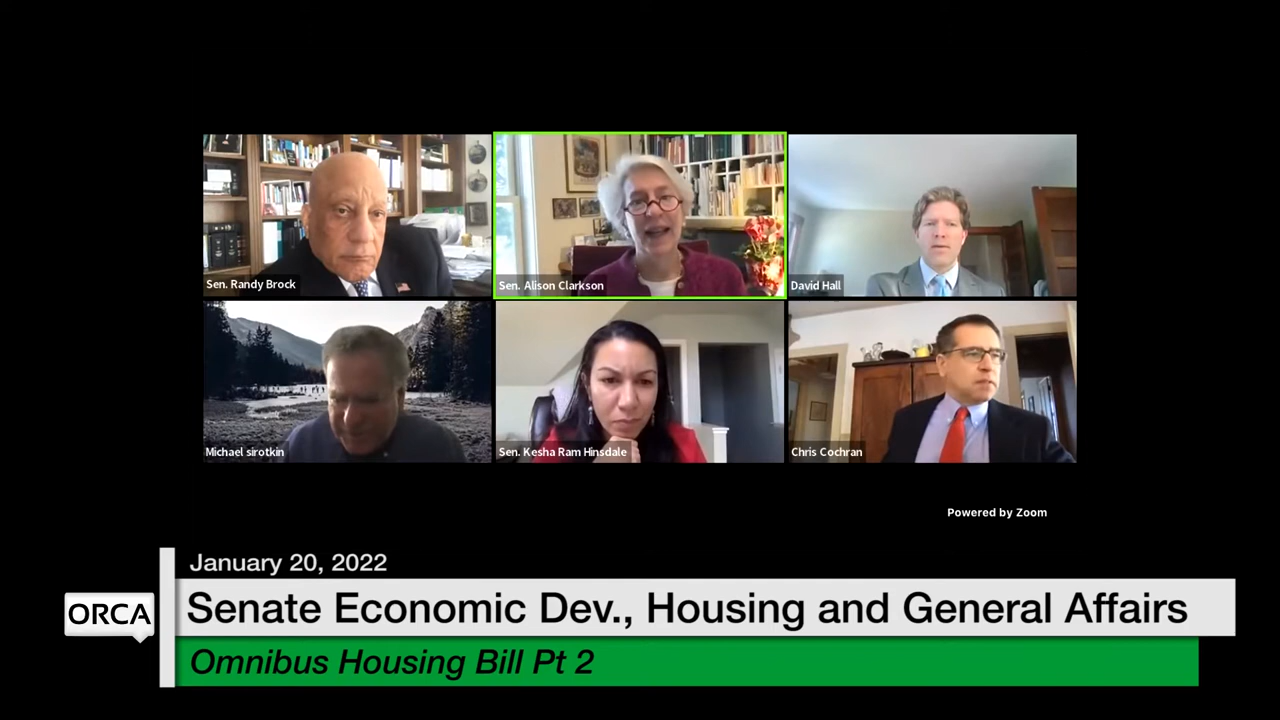 Sen. Randy Brock
Sen. Alison Clarkson
David Hall
Michael sirotkin
Sen. Kesha Ram Hinsdale
Chris Cochran
Powered by Zoom
January 20, 2022
ORCA
Senate Economic Dev., Housing and General Affairs
Omnibus Housing Bill Pt 2